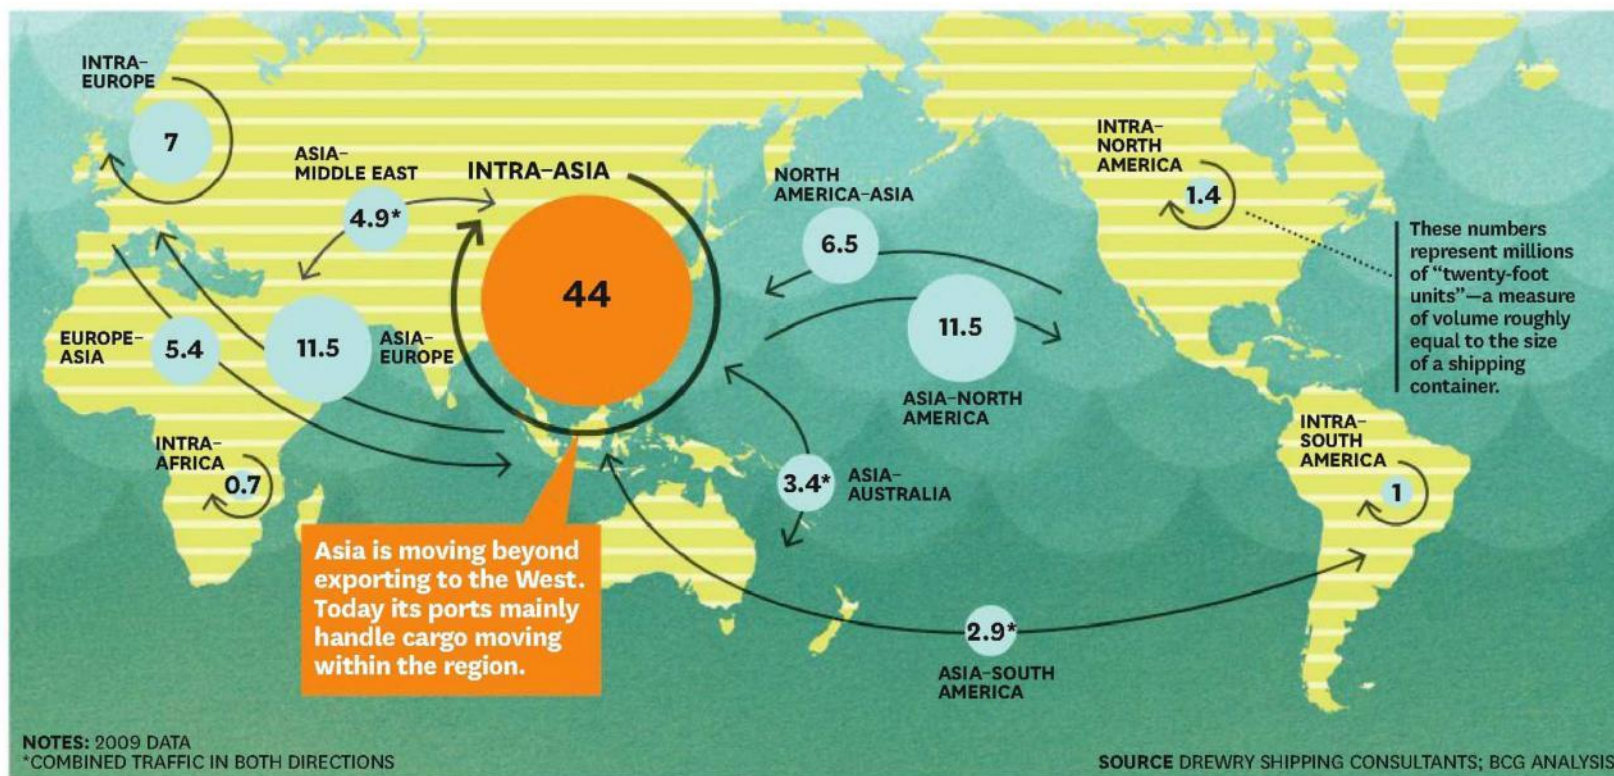 INTRA–
EUROPE
7
ASIA–
MIDDLE EAST
4.9*
INTRA–ASIA
44
NORTH
AMERICA–ASIA
6.5
INTRA–
NORTH
AMERICA
1.4
These numbers
represent millions
of “twenty-foot
units”—a measure
of volume roughly
equal to the size
of a shipping
container.
EUROPE–
ASIA
5.4
11.5
ASIA–
EUROPE
11.5
ASIA–NORTH
AMERICA
INTRA–
AFRICA
0.7
3.4*
ASIA–
AUSTRALIA
INTRA–
SOUTH
AMERICA
1
Asia is moving beyond
exporting to the West.
Today its ports mainly
handle cargo moving
within the region.
2.9*
ASIA–SOUTH
AMERICA
NOTES: 2009 DATA
*COMBINED TRAFFIC IN BOTH DIRECTIONS
SOURCE DREWRY SHIPPING CONSULTANTS; BCG ANALYSIS